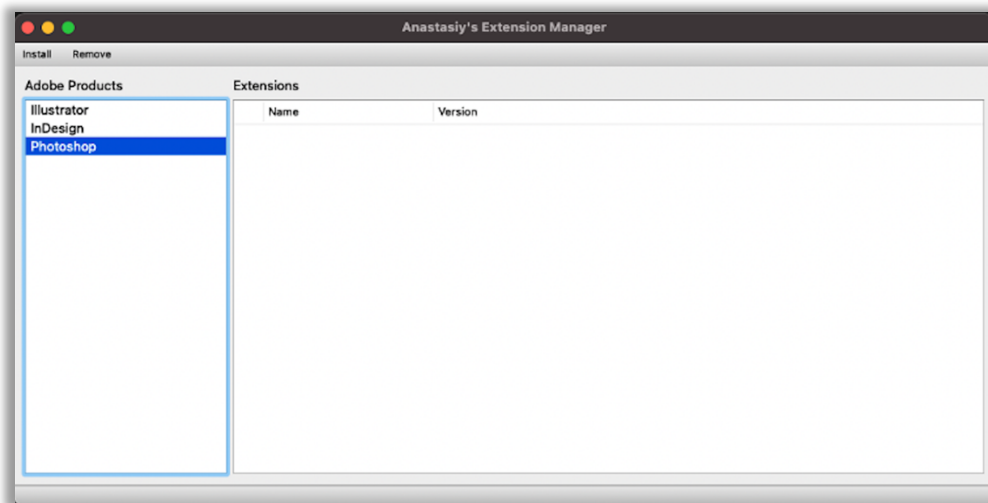 Anastasiy's Extension Manager
Install Remove
Adobe Products Extensions
Illustrator
InDesign
Photoshop
Name Version